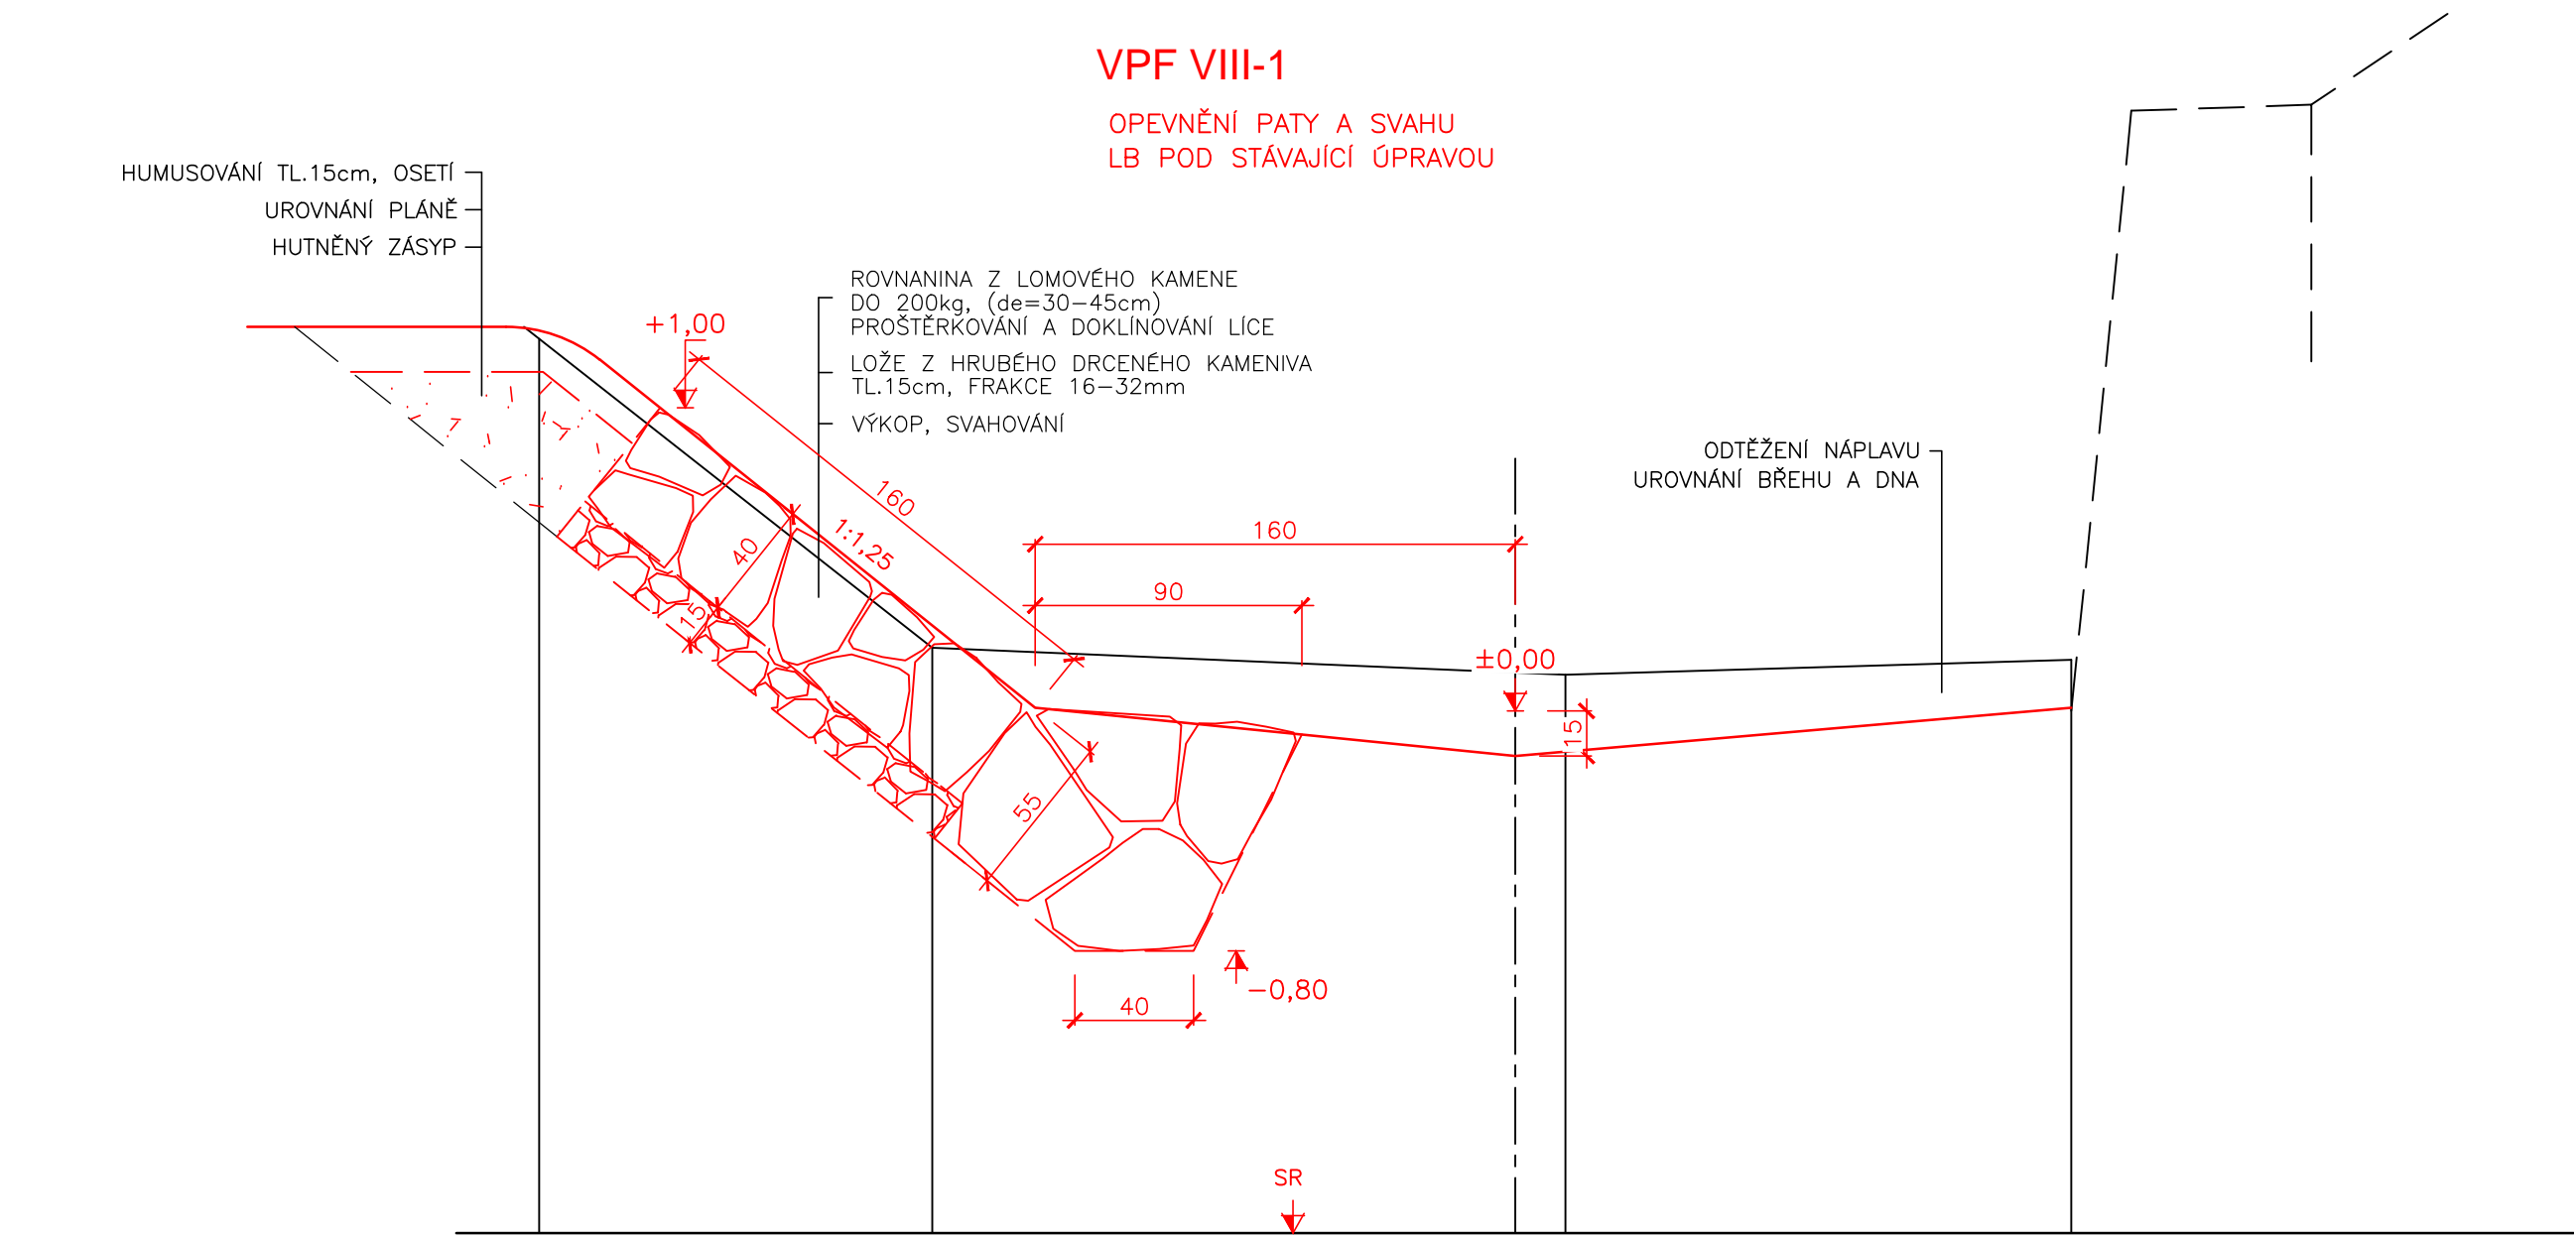 VPF VIII-1
OPEVNĚNÍ PATY A SVAHU
LB POD STÁVAJÍCÍ ÚPRAVOU
HUMUSOVÁNÍ TL.15cm, OSETÍ
UROVNÁNÍ PLÁNĚ
HUTNĚNÝ ZÁSYP
ROVNANINA Z LOMOVÉHO KAMENE
DO 200kg, (de=30-45cm)
PROŠTĚRKOVÁNÍ A DOKLÍNOVÁNÍ LÍCE
LOŽE Z HRUBÉHO DRCENÉHO KAMENIVA
TL.15cm, FRAKCE 16-32mm
VÝKOP, SVAHOVÁNÍ
+1,00
160
1:1,25
40
15
160
90
ODTĚŽENÍ NÁPLAVU
UROVNÁNÍ BŘEHU A DNA
±0,00
15
55
-0,80
40
SR